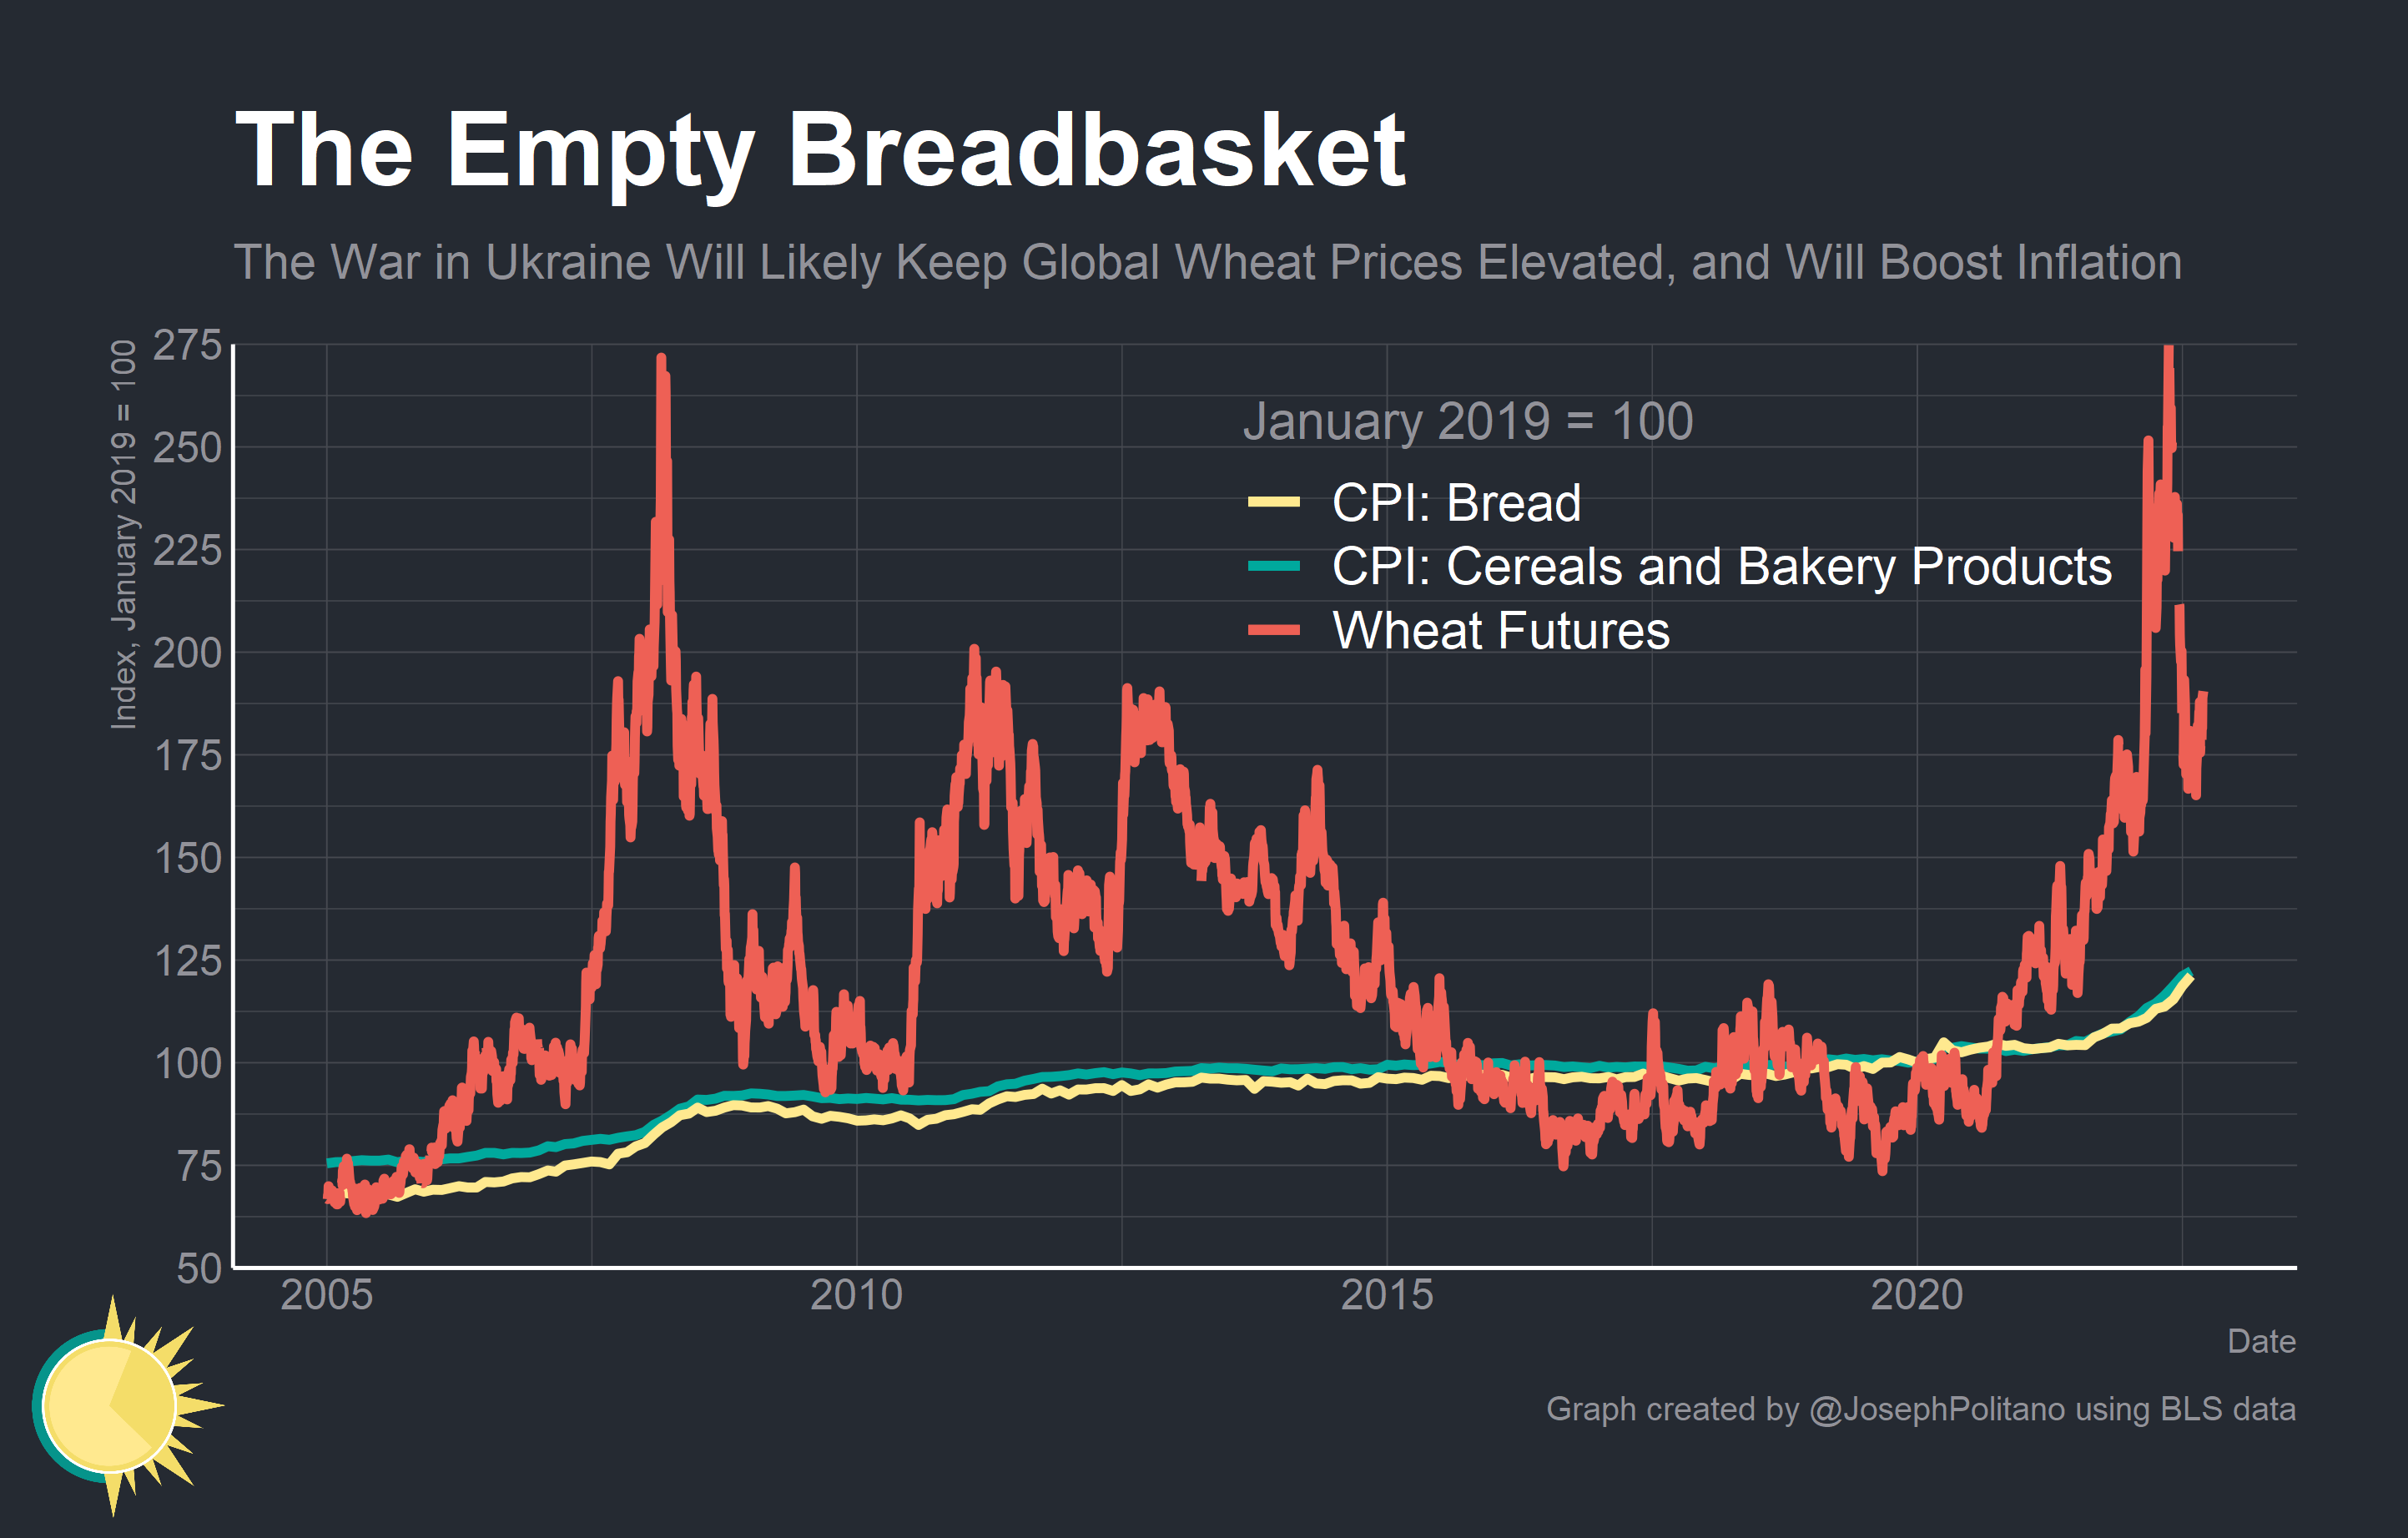 The Empty Breadbasket
The War in Ukraine Will Likely Keep Global Wheat Prices Elevated, and Will Boost Inflation
Index, January 2019 = 100
275
250
225
200
175
150
125
100
75
50
January 2019 = 100
CPI: Bread
CPI: Cereals and Bakery Products
Wheat Futures
2005
2010
2015
2020
Date
Graph created by @JosephPolitano using BLS data